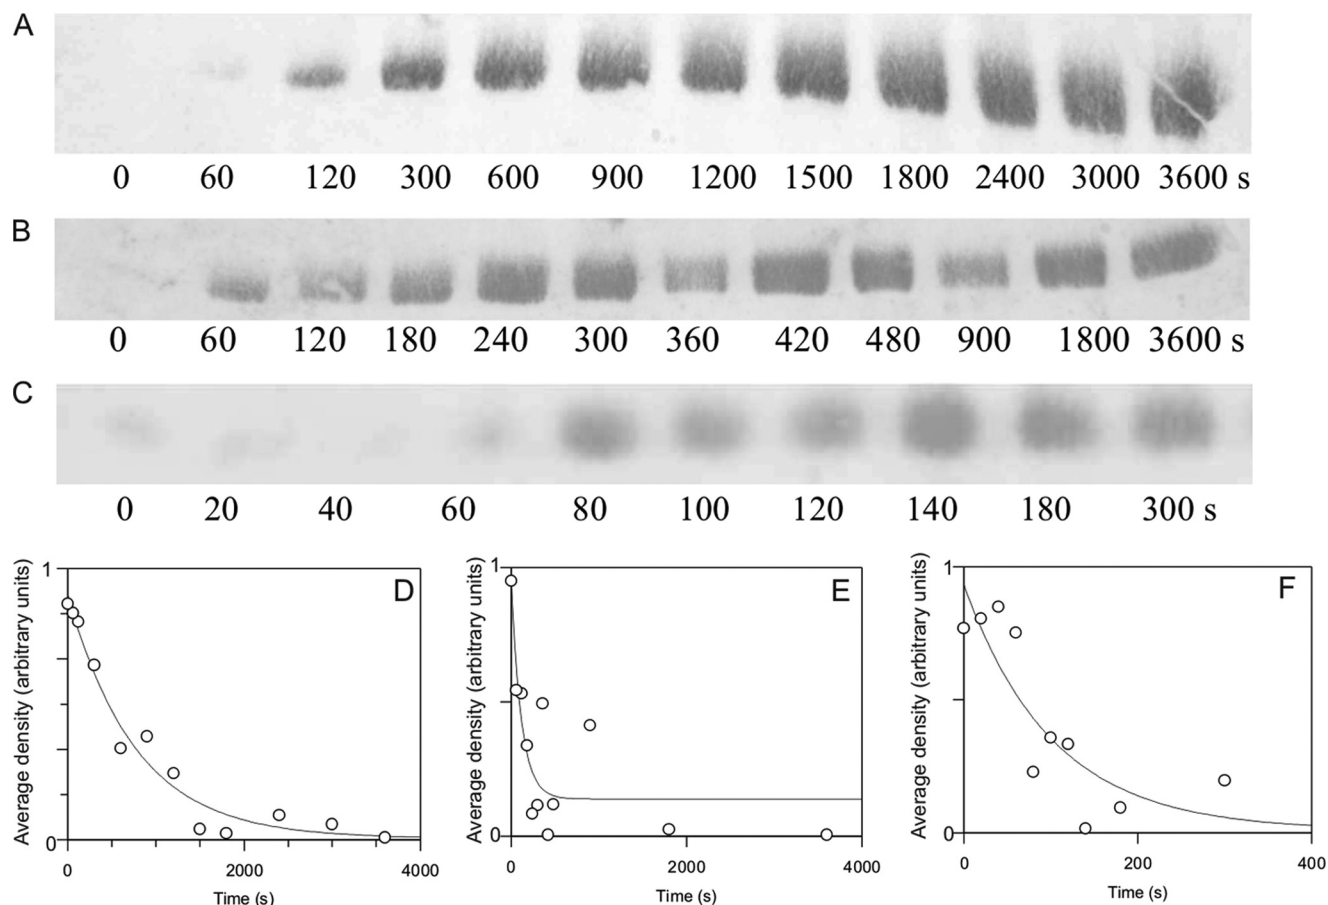 A
0 60 120 300 600 900 1200 1500 1800 2400 3000 3600 s
B
0 60 120 180 240 300 360 420 480 900 1800 3600 s
C
0 20 40 60 80 100 120 140 180 300 s
D
Average density (arbitrary units)
1
0
0 2000 4000
Time (s)
E
Average density (arbitrary units)
1
0
0 2000 4000
Time (s)
F
Average density (arbitrary units)
1
0
0 200 400
Time (s)